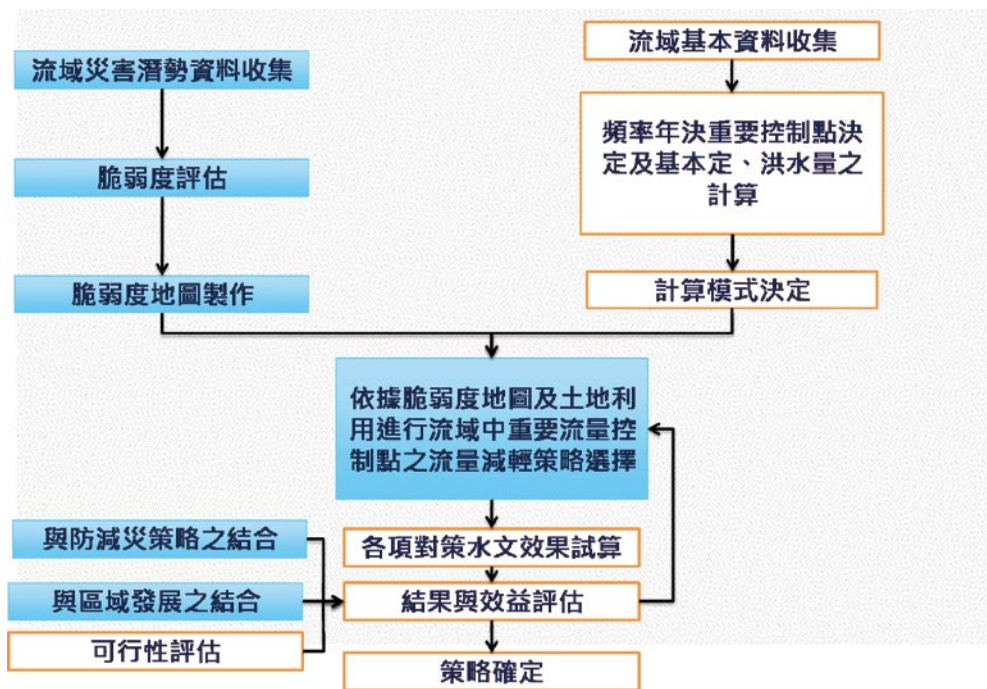 流域基本資料收集
流域災害潛勢資料收集
頻率年決重要控制點決
定及基本定、洪水量之
計算
脆弱度評估
脆弱度地圖製作
計算模式決定
依據脆弱度地圖及土地利
用進行流域中重要流量控
制點之流量減輕策略選擇
與防減災策略之結合
各項對策水文效果試算
與區域發展之結合
結果與效益評估
可行性評估
策略確定